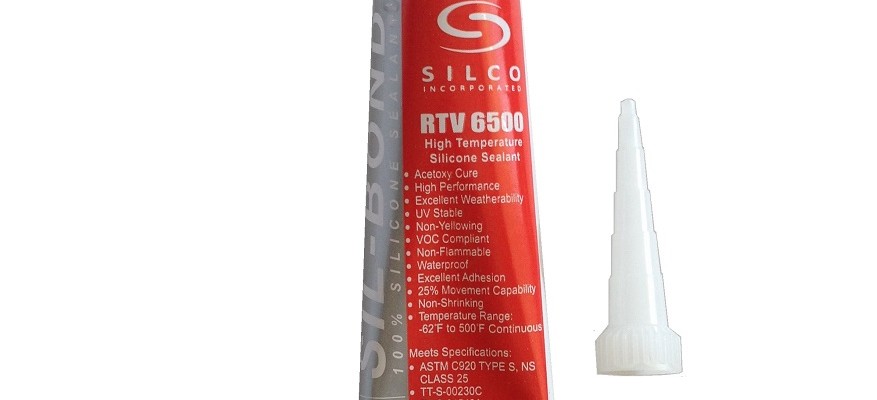 SILCO
INCORPORATED
RTV 6500
High Temperature
Silicone Sealant
• Acetoxy Cure
• High Performance
• Excellent Weatherability
• UV Stable
• Non-Yellowing
• VOC Compliant
• Non-Flammable
• Waterproof
• Excellent Adhesion
• 25% Movement Capability
• Non-Shrinking
• Temperature Range:
-62°F to 500°F Continuous
Meets Specifications:
• ASTM C920 TYPE S, NS
CLASS 25
• TT-S-00230C
SIL-BOND
100% SILICONE SEALANT